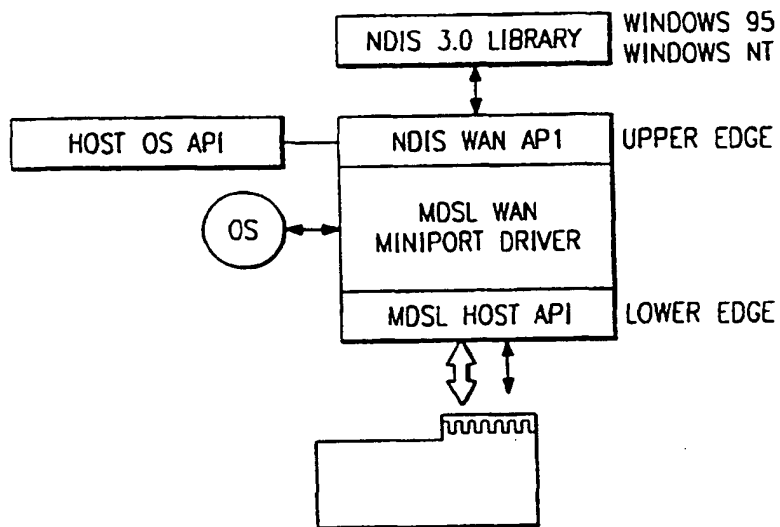 NDIS 3.0 LIBRARY
WINDOWS 95
WINDOWS NT
HOST OS API
NDIS WAN AP1
UPPER EDGE
OS
MDSL WAN
MINIPORT DRIVER
MDSL HOST API
LOWER EDGE